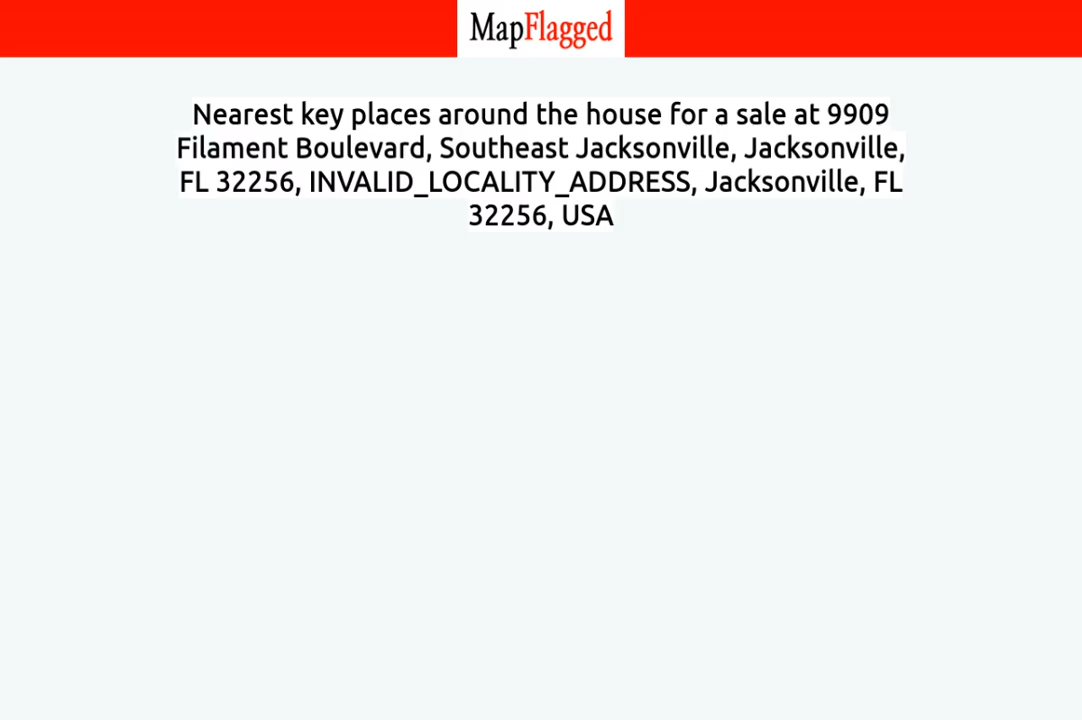 MapFlagged
Nearest key places around the house for a sale at 9909
Filament Boulevard, Southeast Jacksonville, Jacksonville,
FL 32256, INVALID_LOCALITY_ADDRESS, Jacksonville, FL
32256, USA